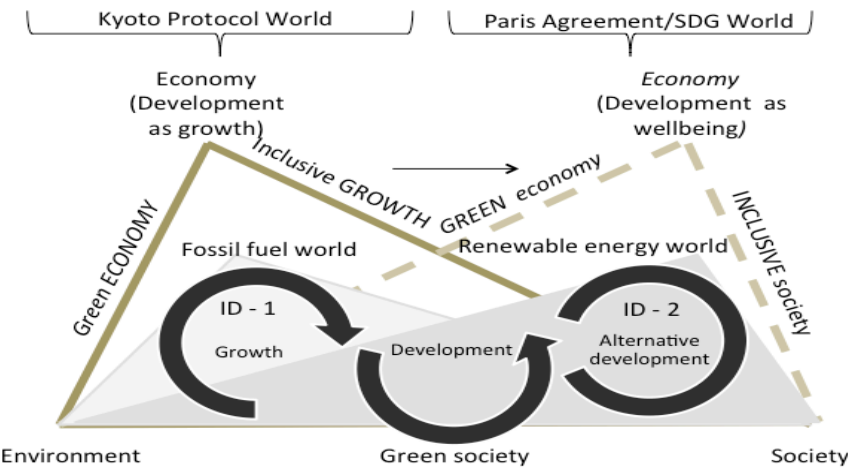 Kyoto Protocol World
Paris Agreement/SDG World
Economy
(Development
as growth)
Economy
(Development as
wellbeing)
Inclusive GROWTH
GREEN economy
Green ECONOMY
INCLUSIVE society
Fossil fuel world
Renewable energy world
ID - 1
Growth
Development
ID - 2
Alternative
development
Environment
Green society
Society